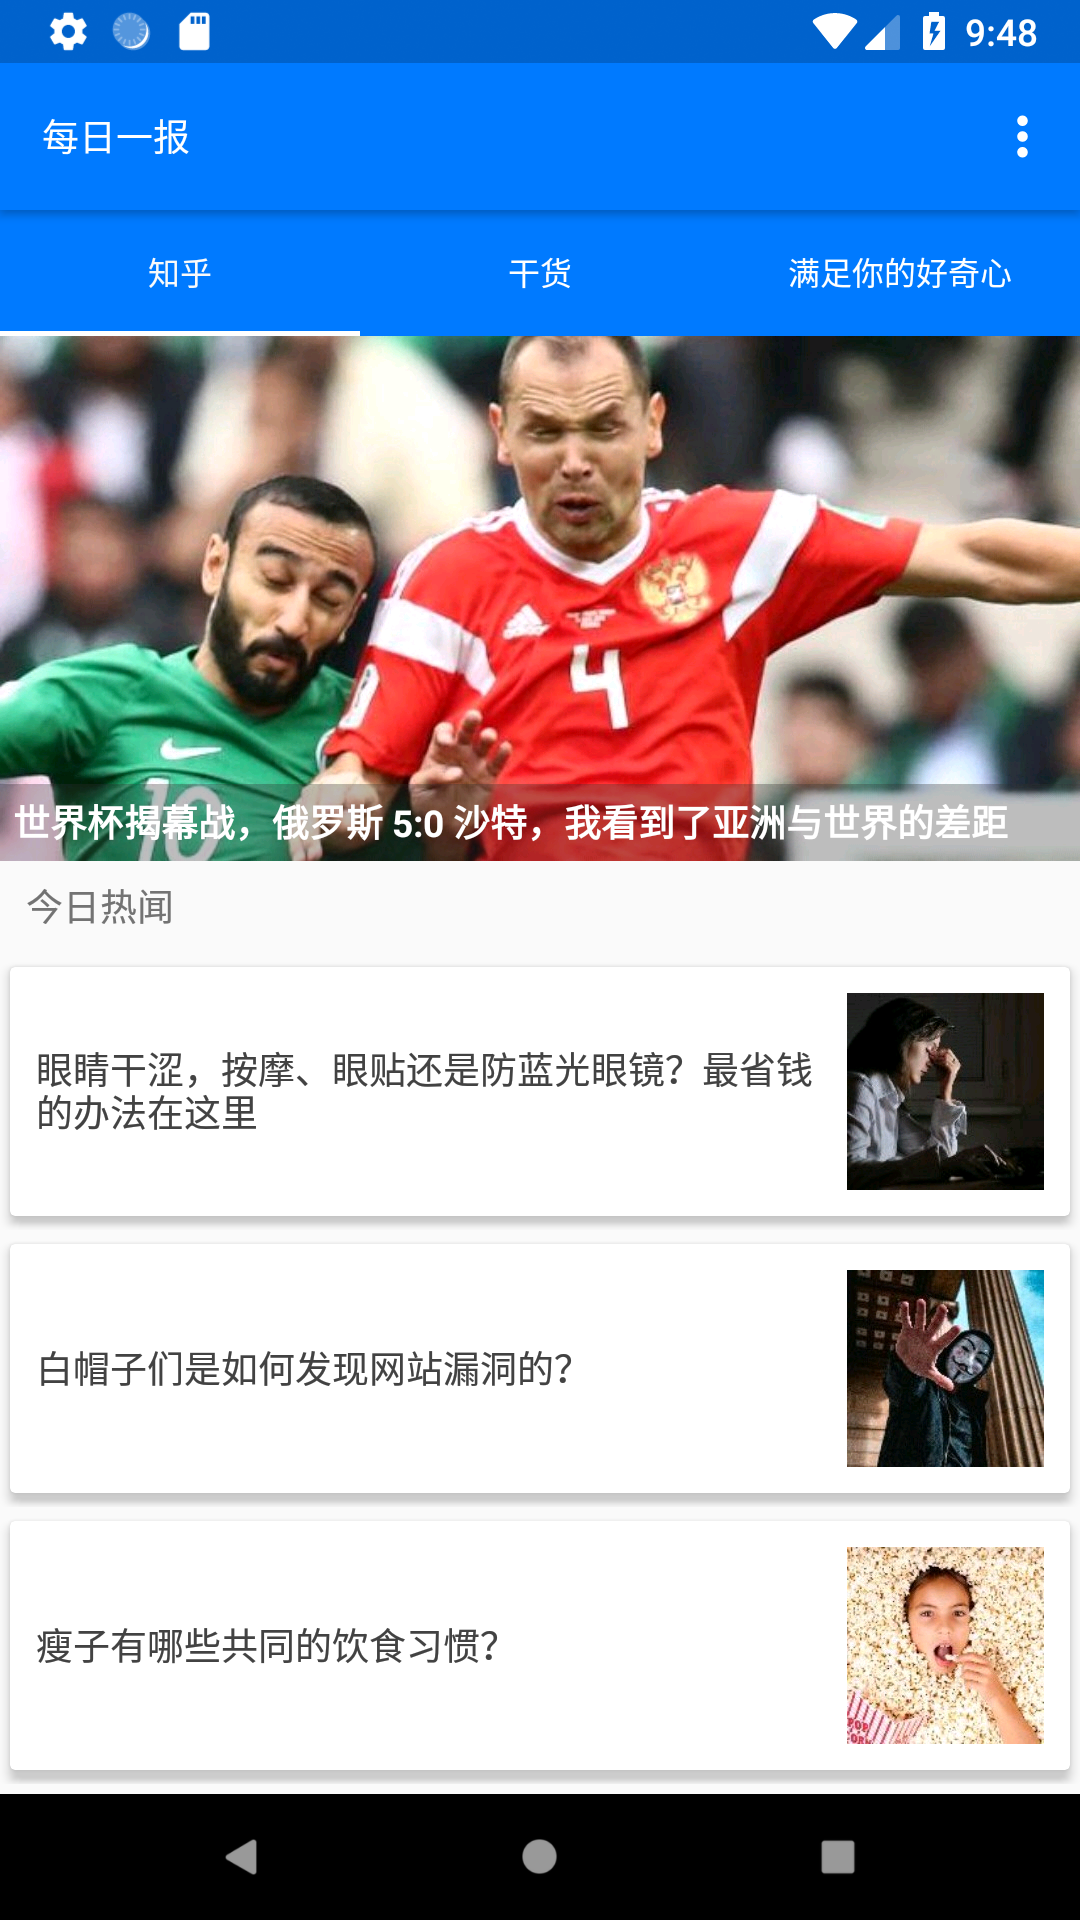 9:48
每日一报
知乎
干货
满足你的好奇心
4
10
世界杯揭幕战，俄罗斯 5:0 沙特，我看到了亚洲与世界的差距
今日热闻
眼睛干涩，按摩、眼贴还是防蓝光眼镜？最省钱
的办法在这里
白帽子们是如何发现网站漏洞的？
瘦子有哪些共同的饮食习惯？
POP
CORN